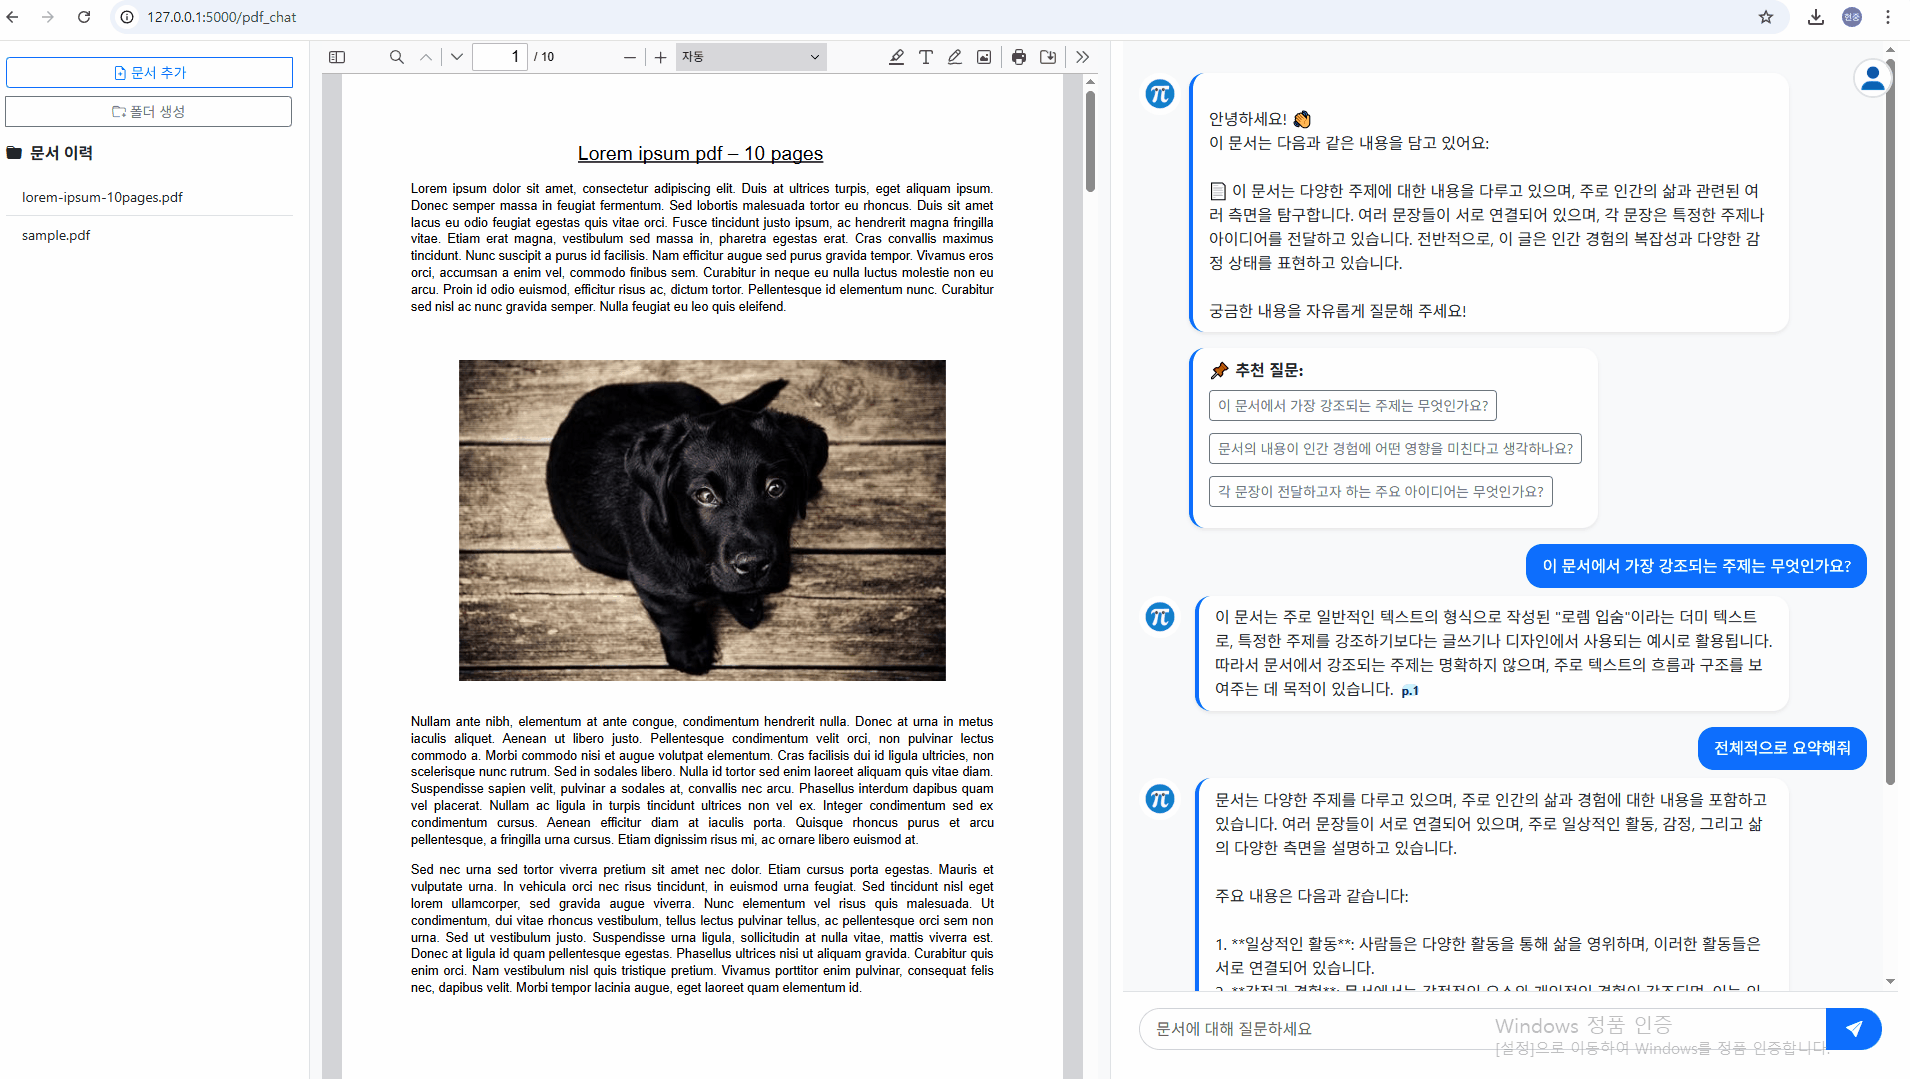 127.0.0.1:5000/pdf_chat
현중
문서 추가
폴더 생성
문서 이력
lorem-ipsum-10pages.pdf
sample.pdf
1 / 10
자동
Lorem ipsum pdf – 10 pages
Lorem ipsum dolor sit amet, consectetur adipiscing elit. Duis at ultrices turpis, eget aliquam ipsum.
Donec semper massa in feugiat fermentum. Sed lobortis malesuada tortor eu rhoncus. Duis sit amet
lacus eu odio feugiat egestas quis vitae orci. Fusce tincidunt justo ipsum, ac hendrerit magna fringilla
vitae. Etiam erat magna, vestibulum sed massa in, pharetra egestas erat. Cras convallis maximus
tincidunt. Nunc suscipit a purus id facilisis. Nam efficitur augue sed purus gravida tempor. Vivamus eros
orci, accumsan a enim vel, commodo finibus sem. Curabitur in neque eu nulla luctus molestie non eu
arcu. Proin id odio euismod, efficitur risus ac, dictum tortor. Pellentesque id elementum nunc. Curabitur
sed nisl ac nunc gravida semper. Nulla feugiat eu leo quis eleifend.
Nullam ante nibh, elementum at ante congue, condimentum hendrerit nulla. Donec at urna in metus
iaculis aliquet. Aenean ut libero justo. Pellentesque condimentum velit orci, non pulvinar lectus
commodo a. Morbi commodo nisi et augue volutpat elementum. Cras facilisis dui id ligula ultricies, non
scelerisque nunc rutrum. Sed in sodales libero. Nulla id tortor sed enim laoreet aliquam quis vitae diam.
Suspendisse sapien velit, pulvinar a sodales at, convallis nec arcu. Phasellus interdum dapibus quam
vel placerat. Nullam ac ligula in turpis tincidunt ultrices non vel ex. Integer condimentum sed ex
condimentum cursus. Aenean efficitur diam at iaculis porta. Quisque rhoncus purus et arcu
pellentesque, a fringilla urna cursus. Etiam dignissim risus mi, ac ornare libero euismod at.
Sed nec urna sed tortor viverra pretium sit amet nec dolor. Etiam cursus porta egestas. Mauris et
vulputate urna. In vehicula orci nec risus tincidunt, in euismod urna feugiat. Sed tincidunt nisl eget
lorem ullamcorper, sed gravida augue viverra. Nunc elementum vel risus quis malesuada. Ut
condimentum, dui vitae rhoncus vestibulum, tellus lectus pulvinar tellus, ac pellentesque orci sem non
urna. Sed ut vestibulum justo. Suspendisse urna ligula, sollicitudin at nulla vitae, mattis viverra est.
Donec at ligula id quam pellentesque egestas. Phasellus ultrices nisi ut aliquam gravida. Curabitur quis
enim orci. Nam vestibulum nisl quis tristique pretium. Vivamus porttitor enim pulvinar, consequat felis
nec, dapibus velit. Morbi tempor lacinia augue, eget laoreet quam elementum id.
안녕하세요! 👏
이 문서는 다음과 같은 내용을 담고 있어요:
📄 이 문서는 다양한 주제에 대한 내용을 다루고 있으며, 주로 인간의 삶과 관련된 여
러 측면을 탐구합니다. 여러 문장들이 서로 연결되어 있으며, 각 문장은 특정한 주제나
아이디어를 전달하고 있습니다. 전반적으로, 이 글은 인간 경험의 복잡성과 다양한 감
정 상태를 표현하고 있습니다.
궁금한 내용을 자유롭게 질문해 주세요!
📌 추천 질문:
이 문서에서 가장 강조되는 주제는 무엇인가요?
문서의 내용이 인간 경험에 어떤 영향을 미친다고 생각하나요?
각 문장이 전달하고자 하는 주요 아이디어는 무엇인가요?
이 문서에서 가장 강조되는 주제는 무엇인가요?
이 문서는 주로 일반적인 텍스트의 형식으로 작성된 "로렘 입숨"이라는 더미 텍스트
로, 특정한 주제를 강조하기보다는 글쓰기나 디자인에서 사용되는 예시로 활용됩니다.
따라서 문서에서 강조되는 주제는 명확하지 않으며, 주로 텍스트의 흐름과 구조를 보
여주는 데 목적이 있습니다. p.1
전체적으로 요약해줘
문서는 다양한 주제를 다루고 있으며, 주로 인간의 삶과 경험에 대한 내용을 포함하고
있습니다. 여러 문장들이 서로 연결되어 있으며, 주로 일상적인 활동, 감정, 그리고 삶
의 다양한 측면을 설명하고 있습니다.
주요 내용은 다음과 같습니다:
1. **일상적인 활동**: 사람들은 다양한 활동을 통해 삶을 영위하며, 이러한 활동들은
서로 연결되어 있습니다.
2. **감정과 경험**: 문서에서는 감정적인 요소와 개인적인 경험이 강조되며, 이는 인
문서에 대해 질문하세요
Windows 정품 인증
[설정]으로 이동하여 Windows를 정품 인증합니다.